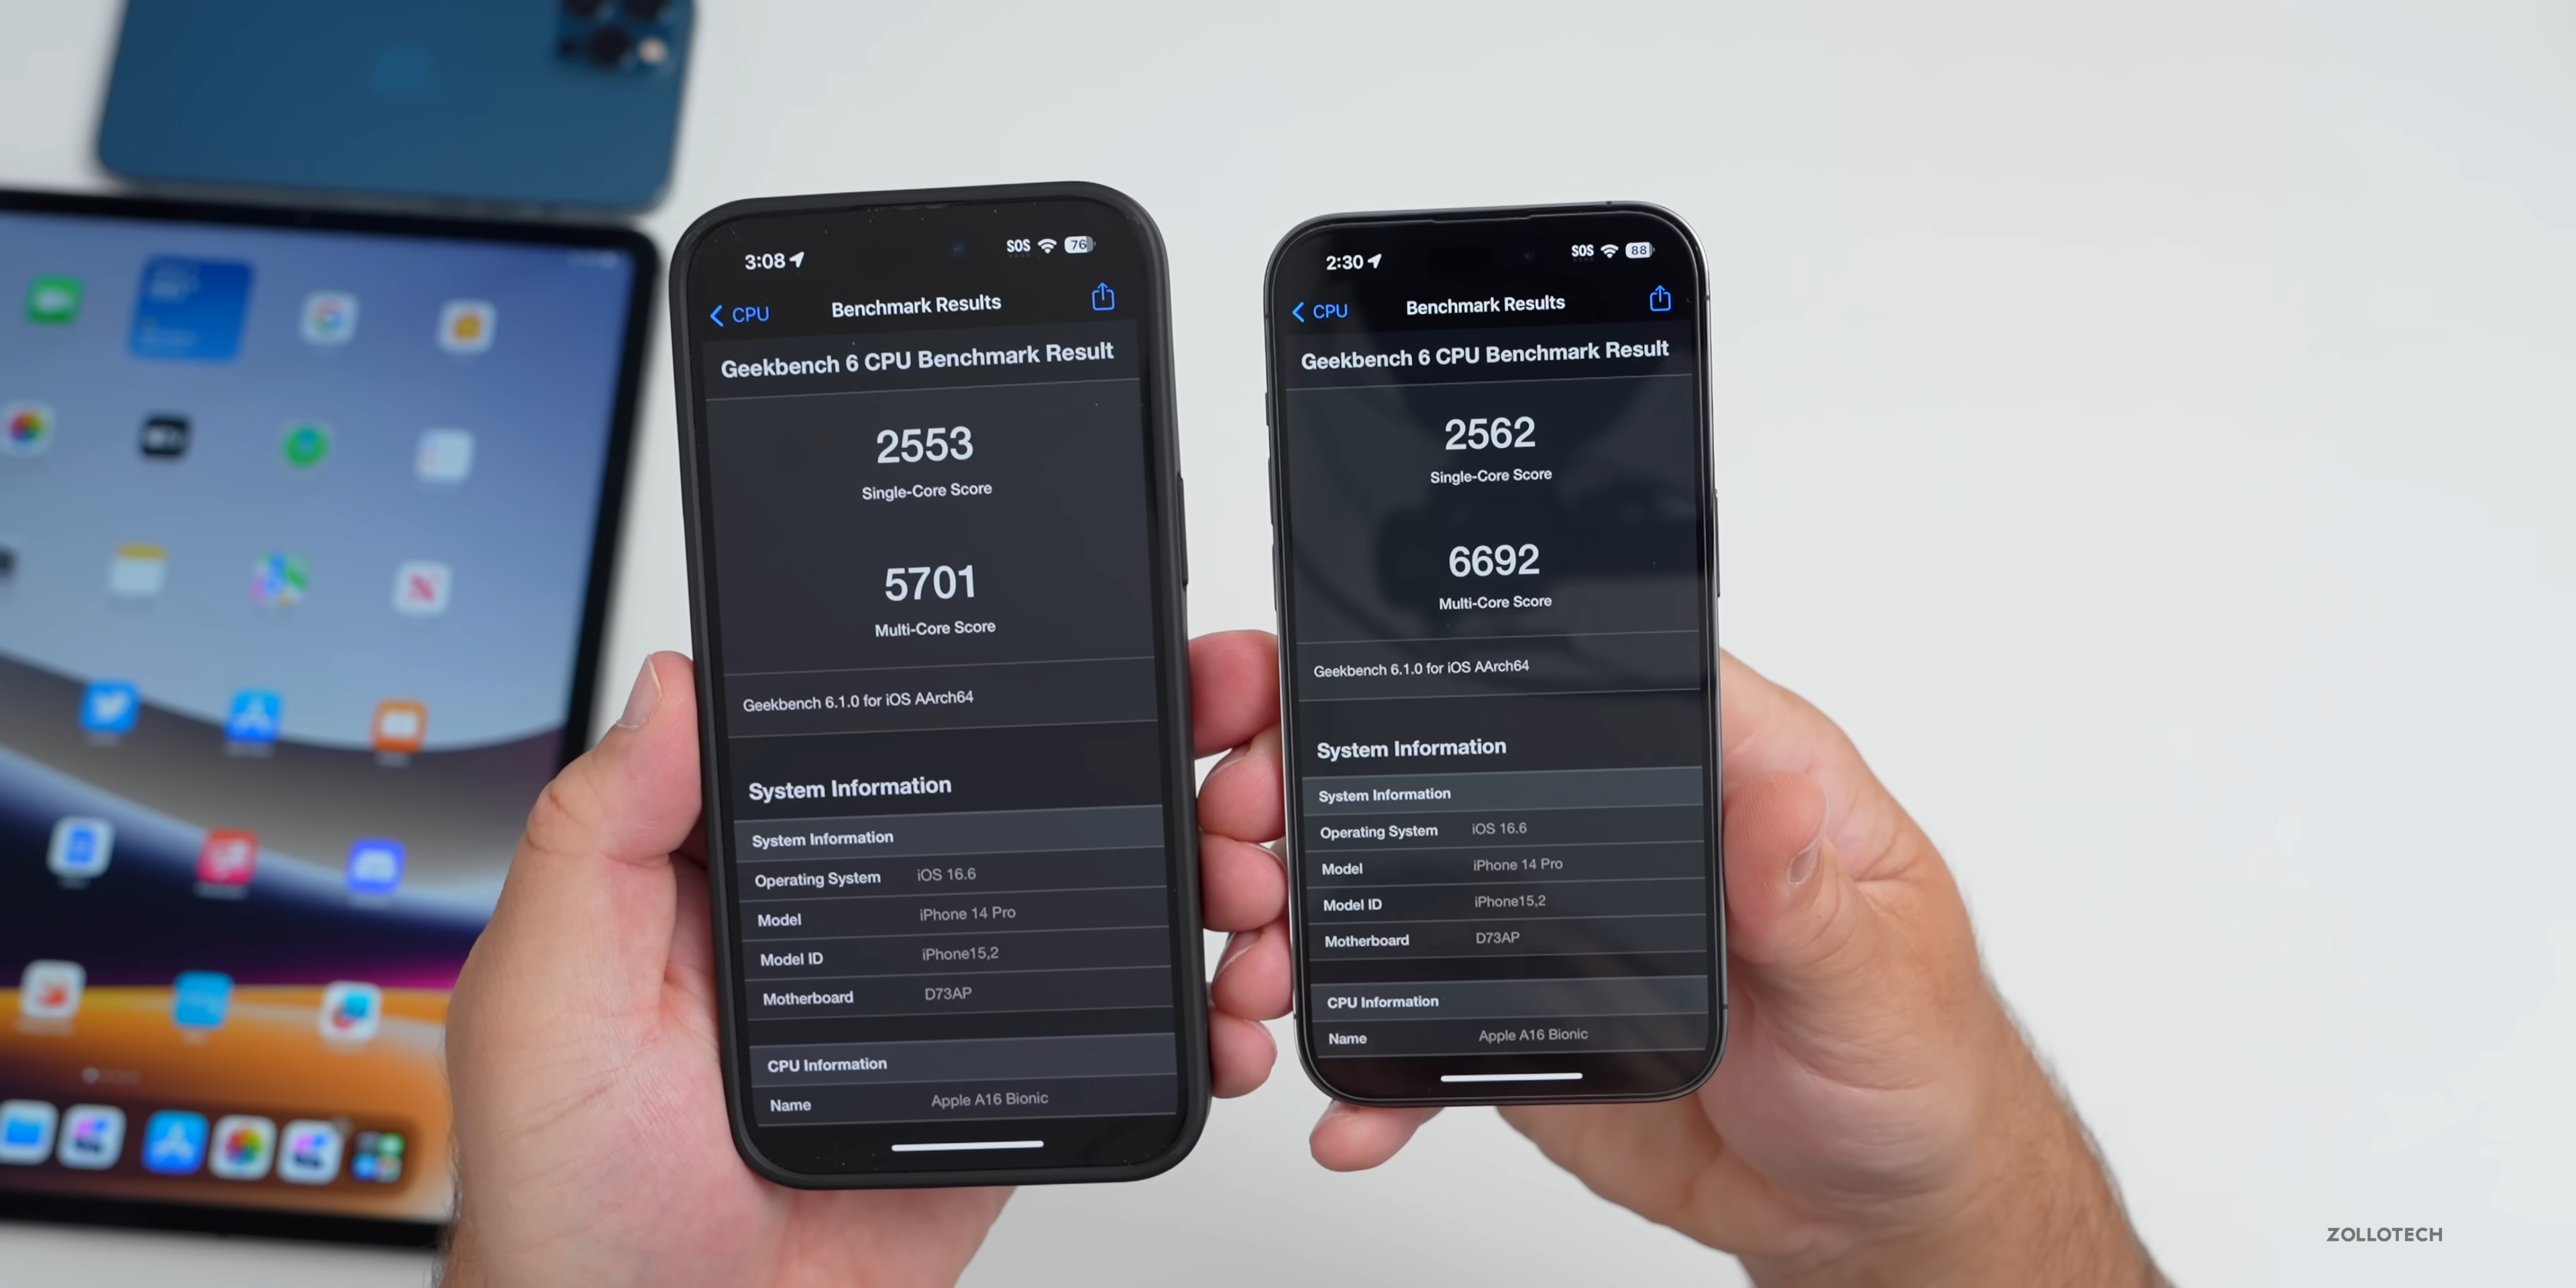 3:08 SOS 76
CPU Benchmark Results
Geekbench 6 CPU Benchmark Result
2553
Single-Core Score
5701
Multi-Core Score
Geekbench 6.1.0 for iOS AArch64
System Information
System Information
Operating System iOS 16.6
Model iPhone 14 Pro
Model ID iPhone15,2
Motherboard D73AP
CPU Information
Name Apple A16 Bionic
2:30 SOS 88
CPU Benchmark Results
Geekbench 6 CPU Benchmark Result
2562
Single-Core Score
6692
Multi-Core Score
Geekbench 6.1.0 for iOS AArch64
System Information
System Information
Operating System iOS 16.6
Model iPhone 14 Pro
Model ID iPhone15,2
Motherboard D73AP
CPU Information
Name Apple A16 Bionic
ZOLLOTECH